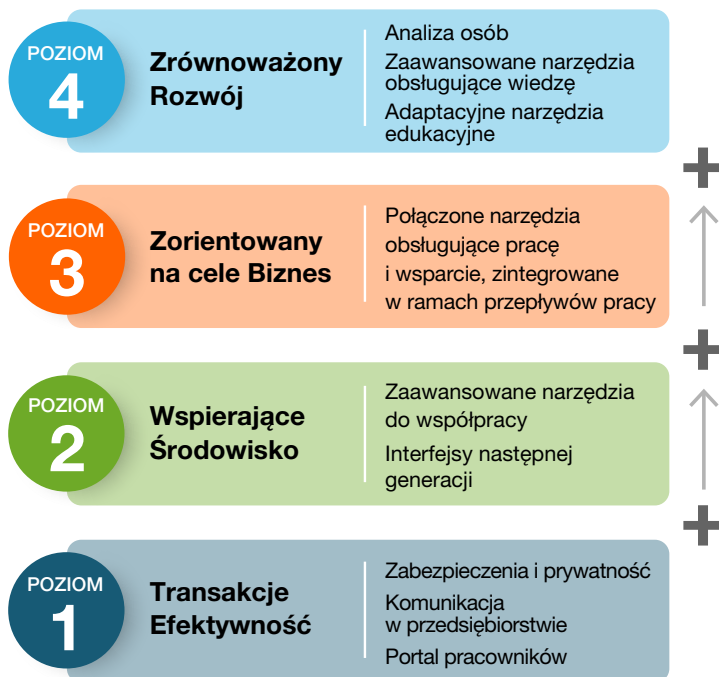 POZIOM
4
Zrównoważony
Rozwój
Analiza osób
Zaawansowane narzędzia
obsługujące wiedzę
Adaptacyjne narzędzia
edukacyjne
POZIOM
3
Zorientowany
na cele Biznes
Połączone narzędzia
obsługujące pracę
i wsparcie, zintegrowane
w ramach przepływów pracy
POZIOM
2
Wspierające
Środowisko
Zaawansowane narzędzia
do współpracy
Interfejsy następnej
generacji
POZIOM
1
Transakcje
Efektywność
Zabezpieczenia i prywatność
Komunikacja
w przedsiębiorstwie
Portal pracowników